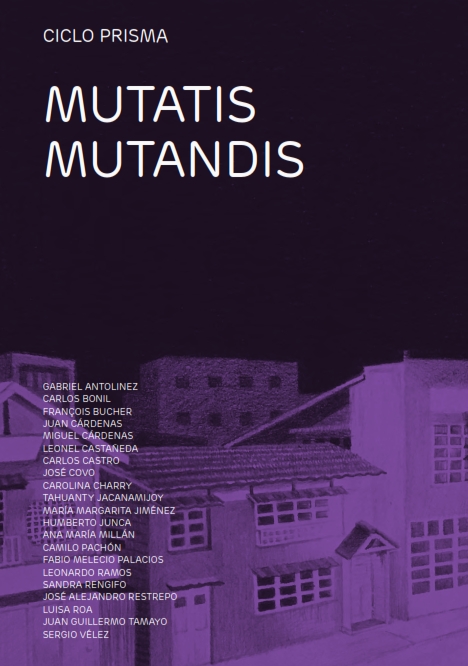 CICLO PRISMA
MUTATIS
MUTANDIS
GABRIEL ANTOLINEZ
CARLOS BONIL
FRANÇOIS BUCHER
JUAN CÁRDENAS
MIGUEL CÁRDENAS
LEONEL CASTAÑEDA
CARLOS CASTRO
JOSÉ COVO
CAROLINA CHARRY
TAHUANTY JACANAMIJOY
MARÍA MARGARITA JIMÉNEZ
HUMBERTO JUNCA
ANA MARÍA MILLÁN
CAMILO PACHÓN
FABIO MELECIO PALACIOS
LEONARDO RAMOS
SANDRA RENGIFO
JOSÉ ALEJANDRO RESTREPO
LUISA ROA
JUAN GUILLERMO TAMAYO
SERGIO VÉLEZ